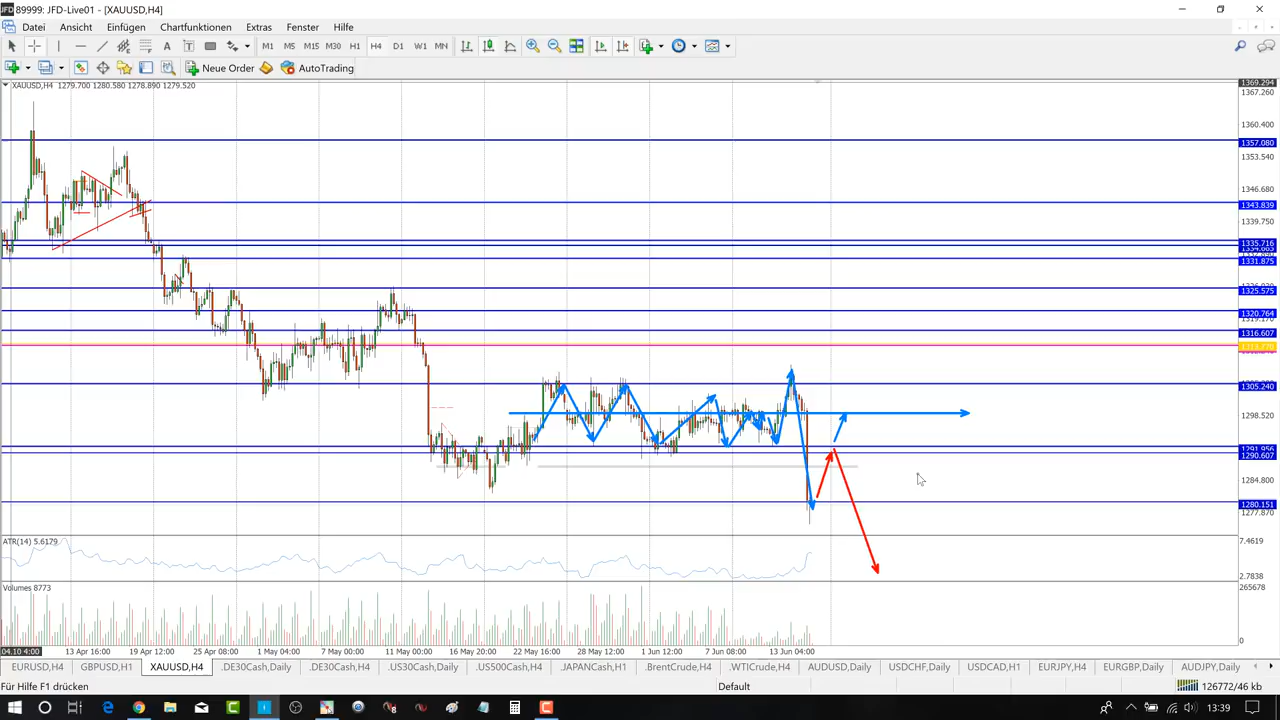 JFD 89999: JFD-Live01 - [XAUUSD,H4]
Datei Ansicht Einfügen Chartfunktionen Extras Fenster Hilfe
A T M1 M5 M15 M30 H1 H4 D1 W1 MN
Neue Order AutoTrading
XAUUSD,H4 1279.700 1280.580 1278.890 1279.520
1369.294
1367.260
1360.400
1357.080
1353.540
1346.680
1343.839
1339.750
1335.716
1331.875
1325.575
1320.764
1316.607
1305.240
1298.520
1291.956
1290.607
1284.800
1280.151
1277.870
ATR(14) 5.6179
7.4619
2.7838
Volumes 8773
265678
0
04.10 4:00 13 Apr 16:00 19 Apr 12:00 25 Apr 08:00 1 May 04:00 7 May 00:00 11 May 00:00 16 May 20:00 22 May 16:00 28 May 12:00 1 Jun 12:00 7 Jun 08:00 13 Jun 04:00
EURUSD,H4 GBPUSD,H1 XAUUSD,H4 .DE30Cash,Daily .DE30Cash,H4 .US30Cash,Daily .US500Cash,H4 .JAPANCash,H1 .BrentCrude,H4 .WTICrude,H4 AUDUSD,Daily USDCHF,Daily USDCAD,H1 EURJPY,H4 EURGBP,Daily AUDJPY,Daily
Für Hilfe F1 drücken Default 126772/46 kb
13:39